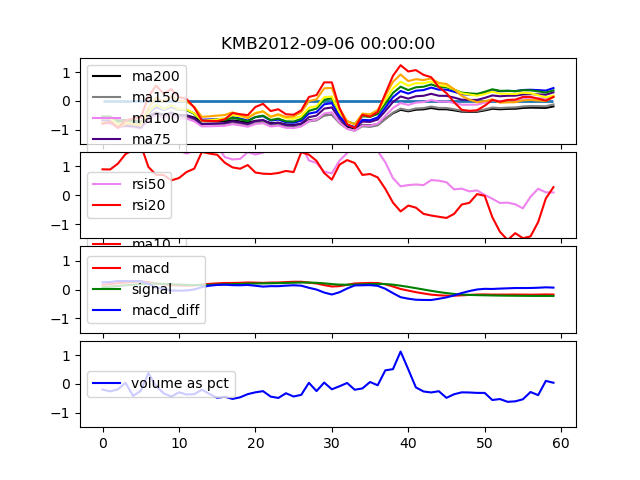 KMB2012-09-06 00:00:00
1
0
−1
ma200
ma150
ma100
ma75
1
0
−1
rsi50
rsi20
ma10
1
0
−1
macd
signal
macd_diff
1
0
−1
volume as pct
0 10 20 30 40 50 60